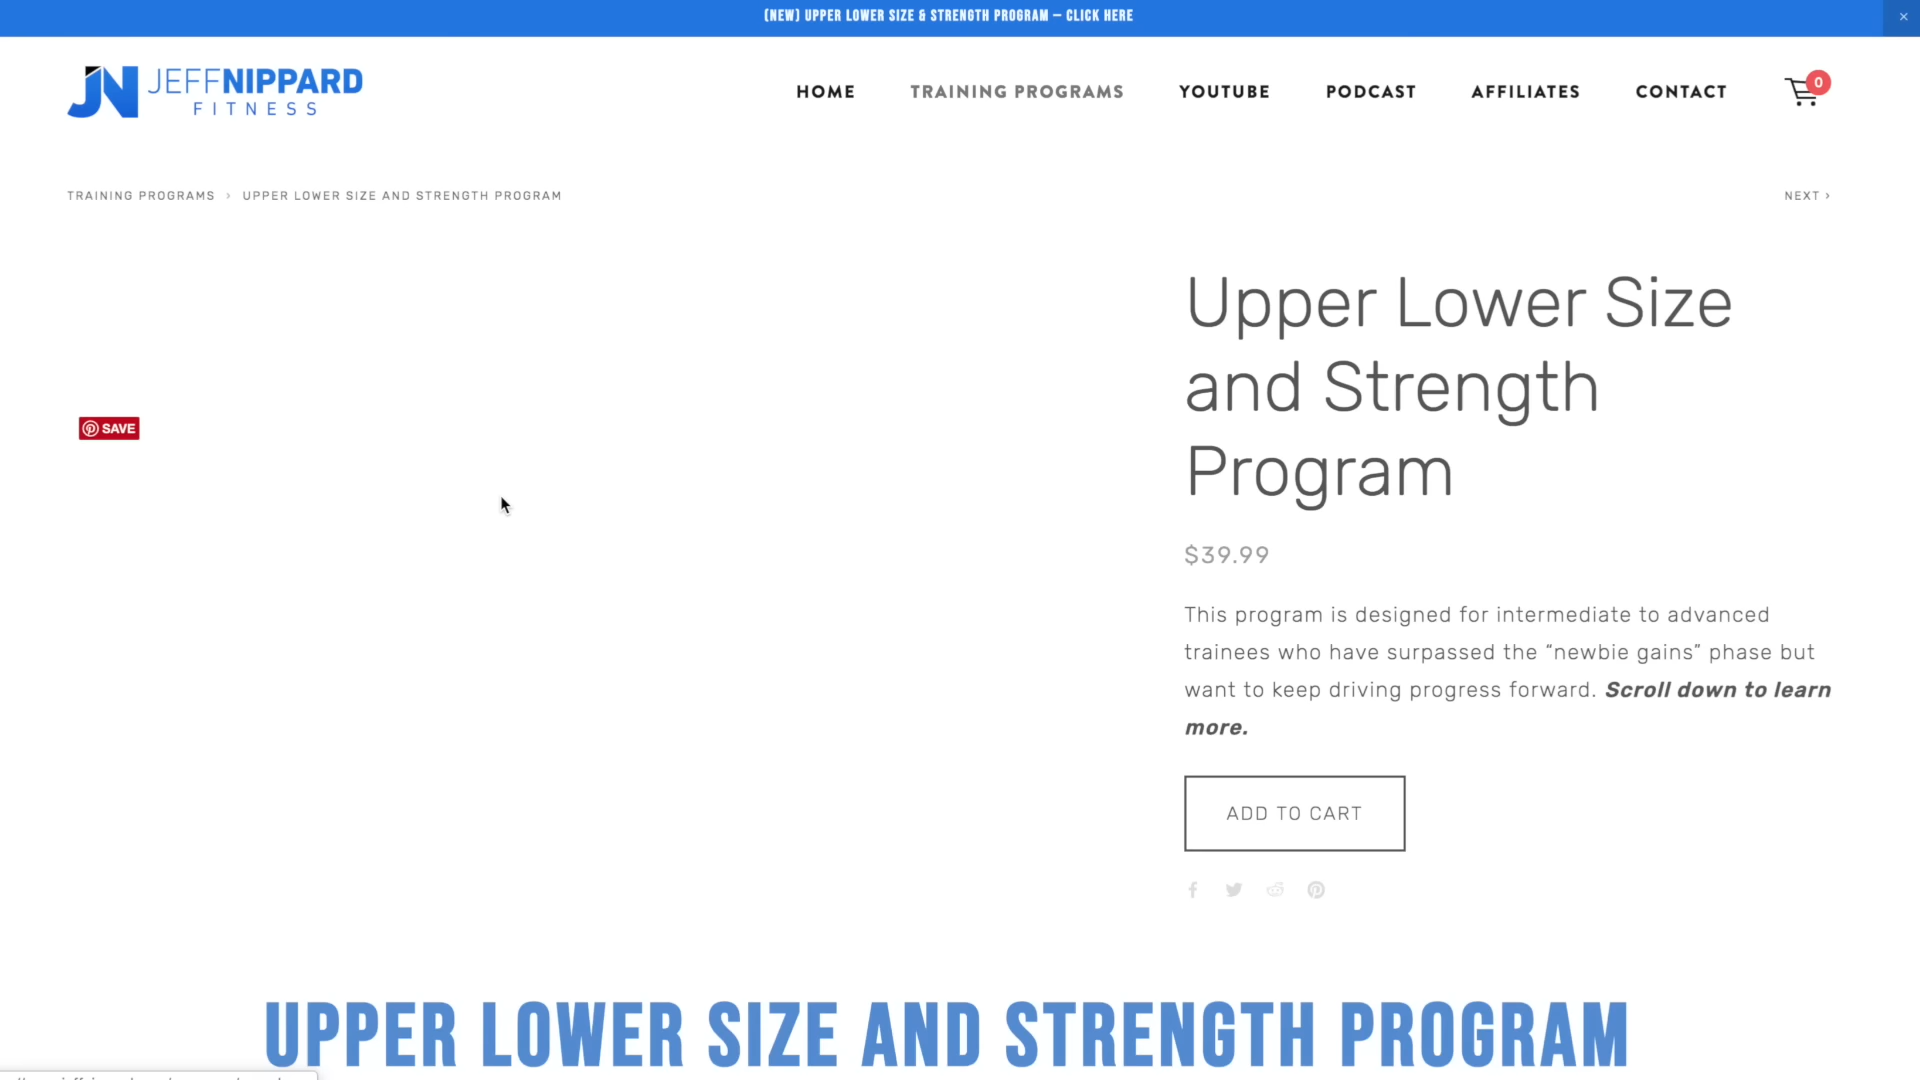 (NEW) UPPER LOWER SIZE & STRENGTH PROGRAM — CLICK HERE
×
JN JEFFNIPPARD
FITNESS
HOME TRAINING PROGRAMS YOUTUBE PODCAST AFFILIATES CONTACT 0
TRAINING PROGRAMS › UPPER LOWER SIZE AND STRENGTH PROGRAM
NEXT ›
SAVE
Upper Lower Size
and Strength
Program
$39.99
This program is designed for intermediate to advanced
trainees who have surpassed the “newbie gains” phase but
want to keep driving progress forward. Scroll down to learn
more.
ADD TO CART
UPPER LOWER SIZE AND STRENGTH PROGRAM